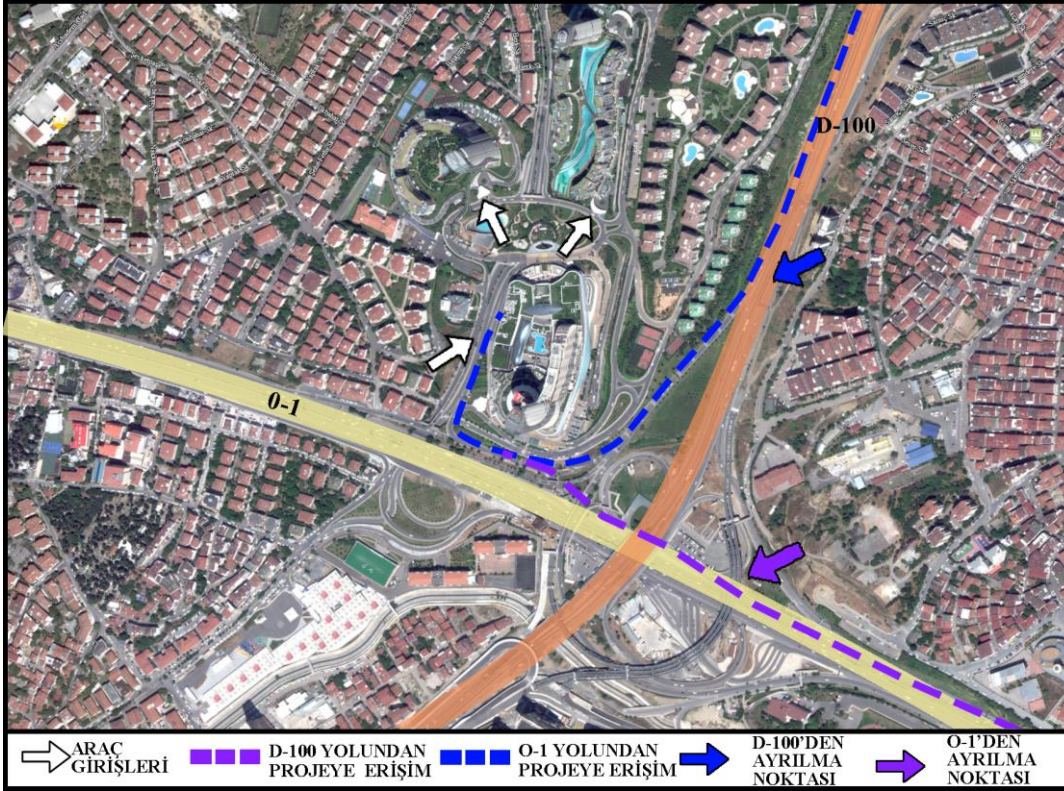 D-100
0-1
ARAÇ
GİRİŞLERİ
D-100 YOLUNDAN
PROJEYE ERİŞİM
O-1 YOLUNDAN
PROJEYE ERİŞİM
D-100'DEN
AYRILMA
NOKTASI
O-1'DEN
AYRILMA
NOKTASI